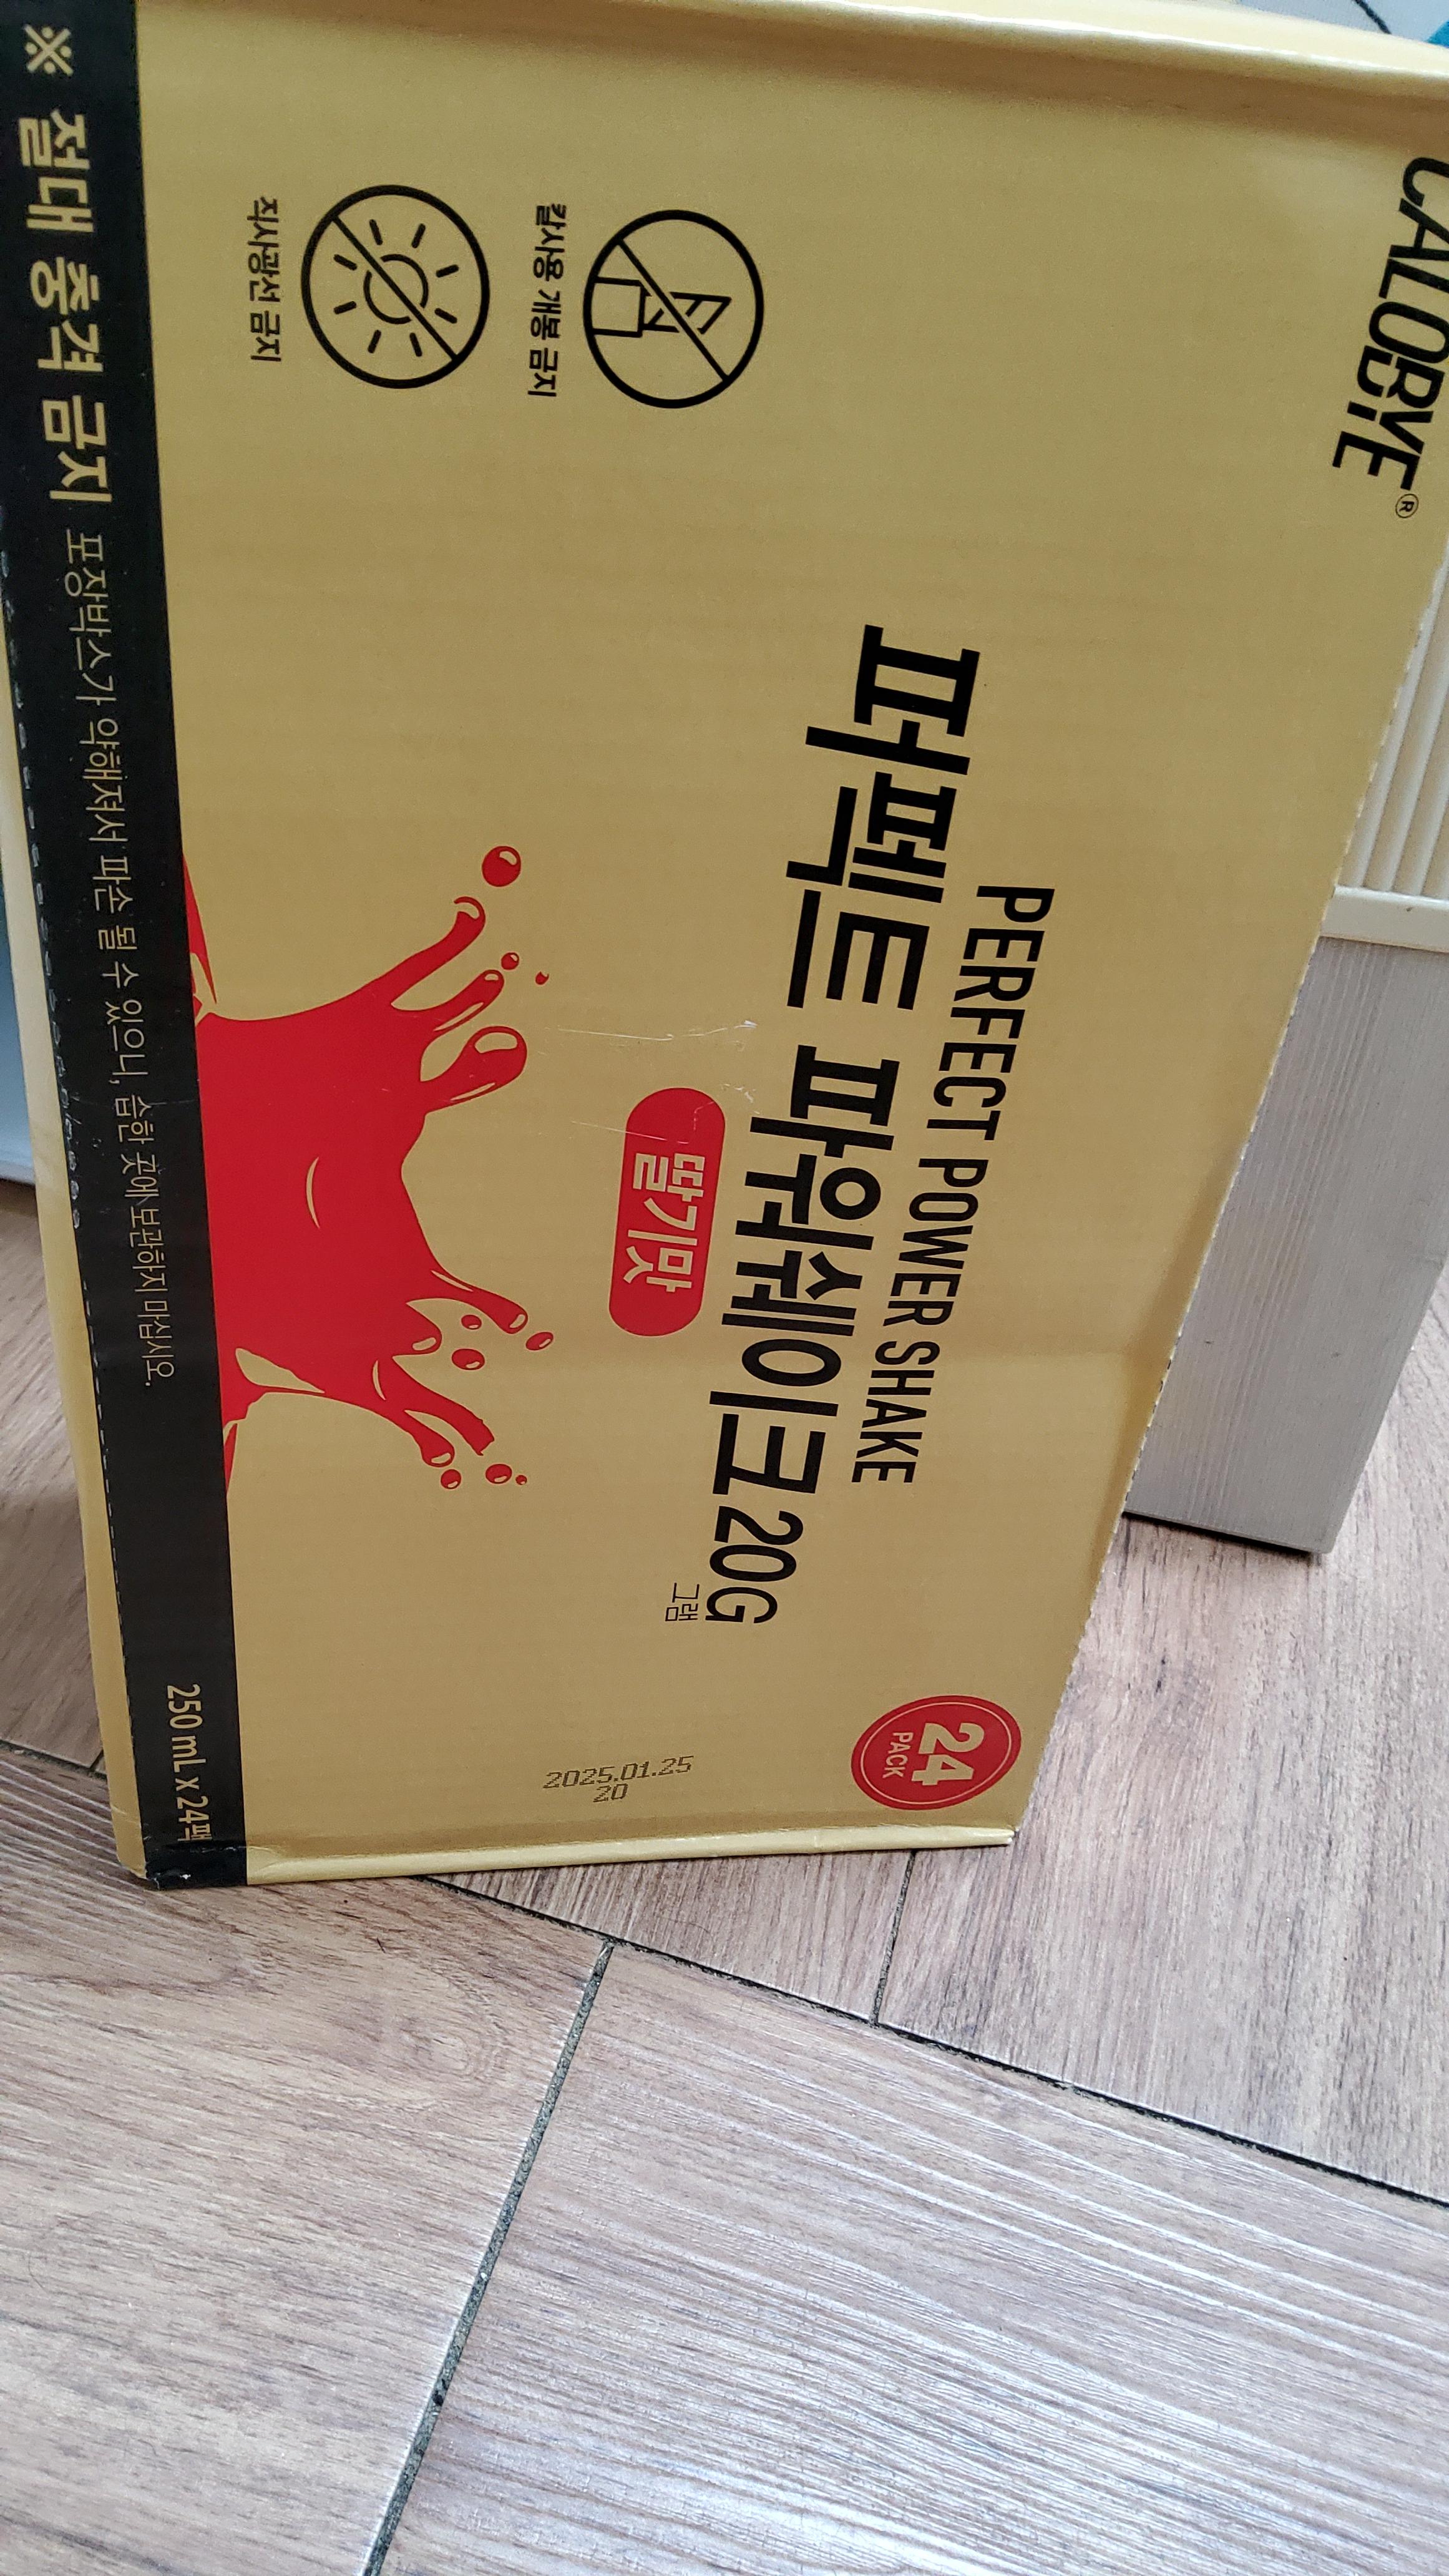 CALOBYE®
PERFECT POWER SHAKE
퍼펙트 파워쉐이크 20G
그램
딸기맛
24
PACK
칼사용 개봉 금지
직사광선 금지
2025.01.25
20
※ 절대 충격 금지 포장박스가 약해져서 파손 될 수 있으니, 습한 곳에 보관하지 마십시오.
250 mL x 24팩